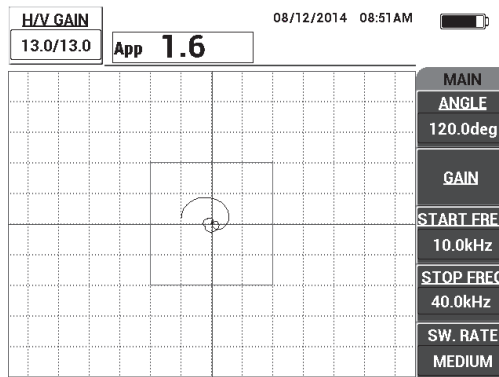 H/V GAIN
08/12/2014 08:51AM
13.0/13.0
App 1.6
MAIN
ANGLE
120.0deg
GAIN
START FRE
10.0kHz
STOP FREQ
40.0kHz
SW. RATE
MEDIUM